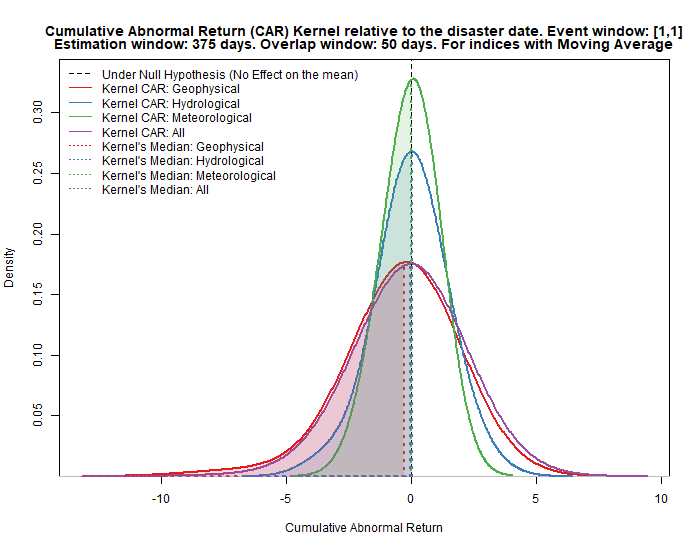 Cumulative Abnormal Return (CAR) Kernel relative to the disaster date. Event window: [1,1]
Estimation window: 375 days. Overlap window: 50 days. For indices with Moving Average
Under Null Hypothesis (No Effect on the mean)
Kernel CAR: Geophysical
Kernel CAR: Hydrological
Kernel CAR: Meteorological
Kernel CAR: All
Kernel's Median: Geophysical
Kernel's Median: Hydrological
Kernel's Median: Meteorological
Kernel's Median: All
Density
0.30
0.25
0.20
0.15
0.10
0.05
-10
-5
0
5
10
Cumulative Abnormal Return